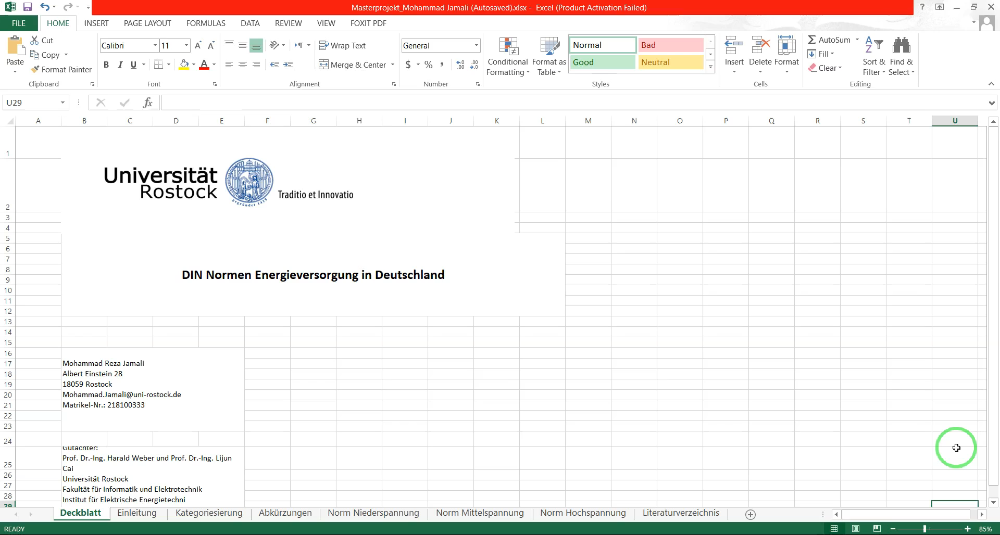 Masterprojekt_Mohammad Jamali (Autosaved).xlsx - Excel (Product Activation Failed)
FILE HOME INSERT PAGE LAYOUT FORMULAS DATA REVIEW VIEW FOXIT PDF
Cut
Copy
Format Painter
Paste
Clipboard
Calibri 11
B I U
Font
Wrap Text
Merge & Center
Alignment
General
$ % ,
Number
Conditional Formatting
Format as Table
Normal Bad
Good Neutral
Styles
Insert Delete Format
Cells
AutoSum
Fill
Clear
Sort & Filter
Find & Select
Editing
U29
fx
A B C D E F G H I J K L M N O P Q R S T U
1
2
3
4
5
6
7
8
9
10
11
12
13
14
15
16
17
18
19
20
21
22
23
24
25
26
27
28
29
Universität
Rostock
gegründet 1419
Traditio et Innovatio
DIN Normen Energieversorgung in Deutschland
Mohammad Reza Jamali
Albert Einstein 28
18059 Rostock
Mohammad.Jamali@uni-rostock.de
Matrikel-Nr.: 218100333
Gutachter:
Prof. Dr.-Ing. Harald Weber und Prof. Dr.-Ing. Lijun
Cai
Universität Rostock
Fakultät für Informatik und Elektrotechnik
Institut für Elektrische Energietechni
Deckblatt Einleitung Kategoriesierung Abkürzungen Norm Niederspannung Norm Mittelspannung Norm Hochspannung Literaturverzeichnis
READY
85%